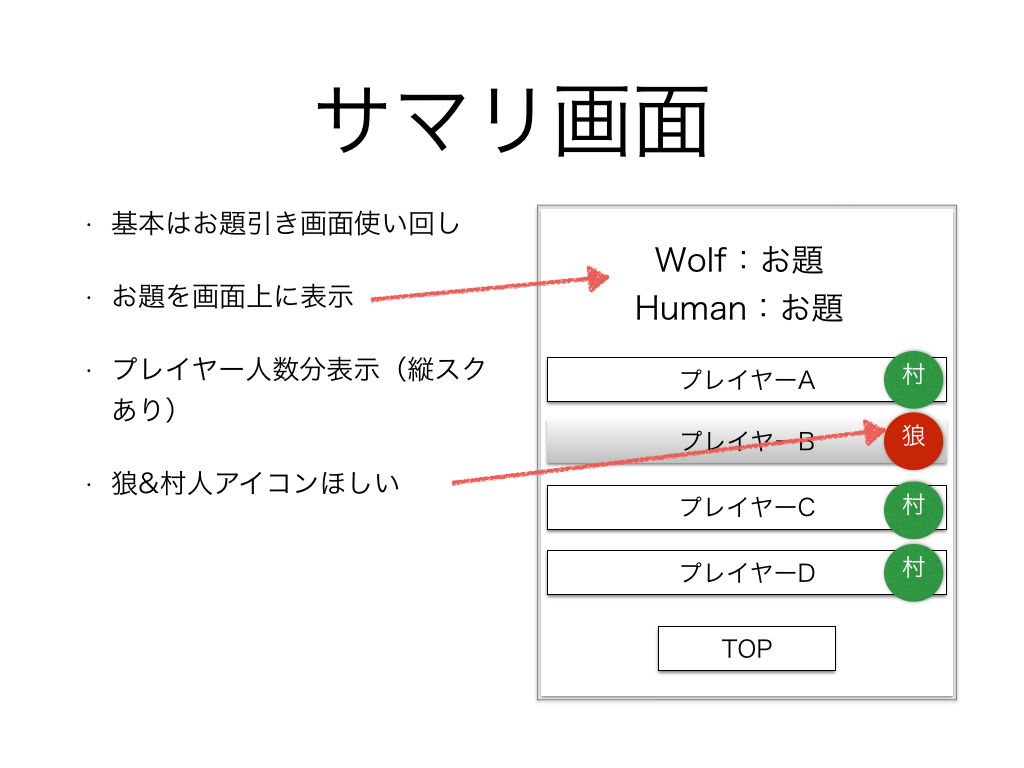 サマリ画面
・ 基本はお題引き画面使い回し
・ お題を画面上に表示
・ プレイヤー人数分表示（縦スク
あり）
・ 狼&村人アイコンほしい
Wolf：お題
Human：お題
プレイヤーA 村
プレイヤーB 狼
プレイヤーC 村
プレイヤーD 村
TOP